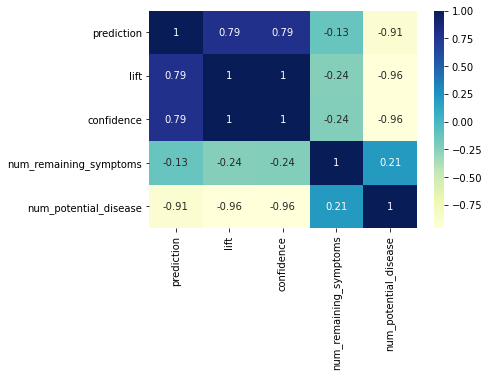 prediction 1 0.79 0.79 -0.13 -0.91
lift 0.79 1 1 -0.24 -0.96
confidence 0.79 1 1 -0.24 -0.96
num_remaining_symptoms -0.13 -0.24 -0.24 1 0.21
num_potential_disease -0.91 -0.96 -0.96 0.21 1
prediction
lift
confidence
num_remaining_symptoms
num_potential_disease
1.00
0.75
0.50
0.25
0.00
−0.25
−0.50
−0.75